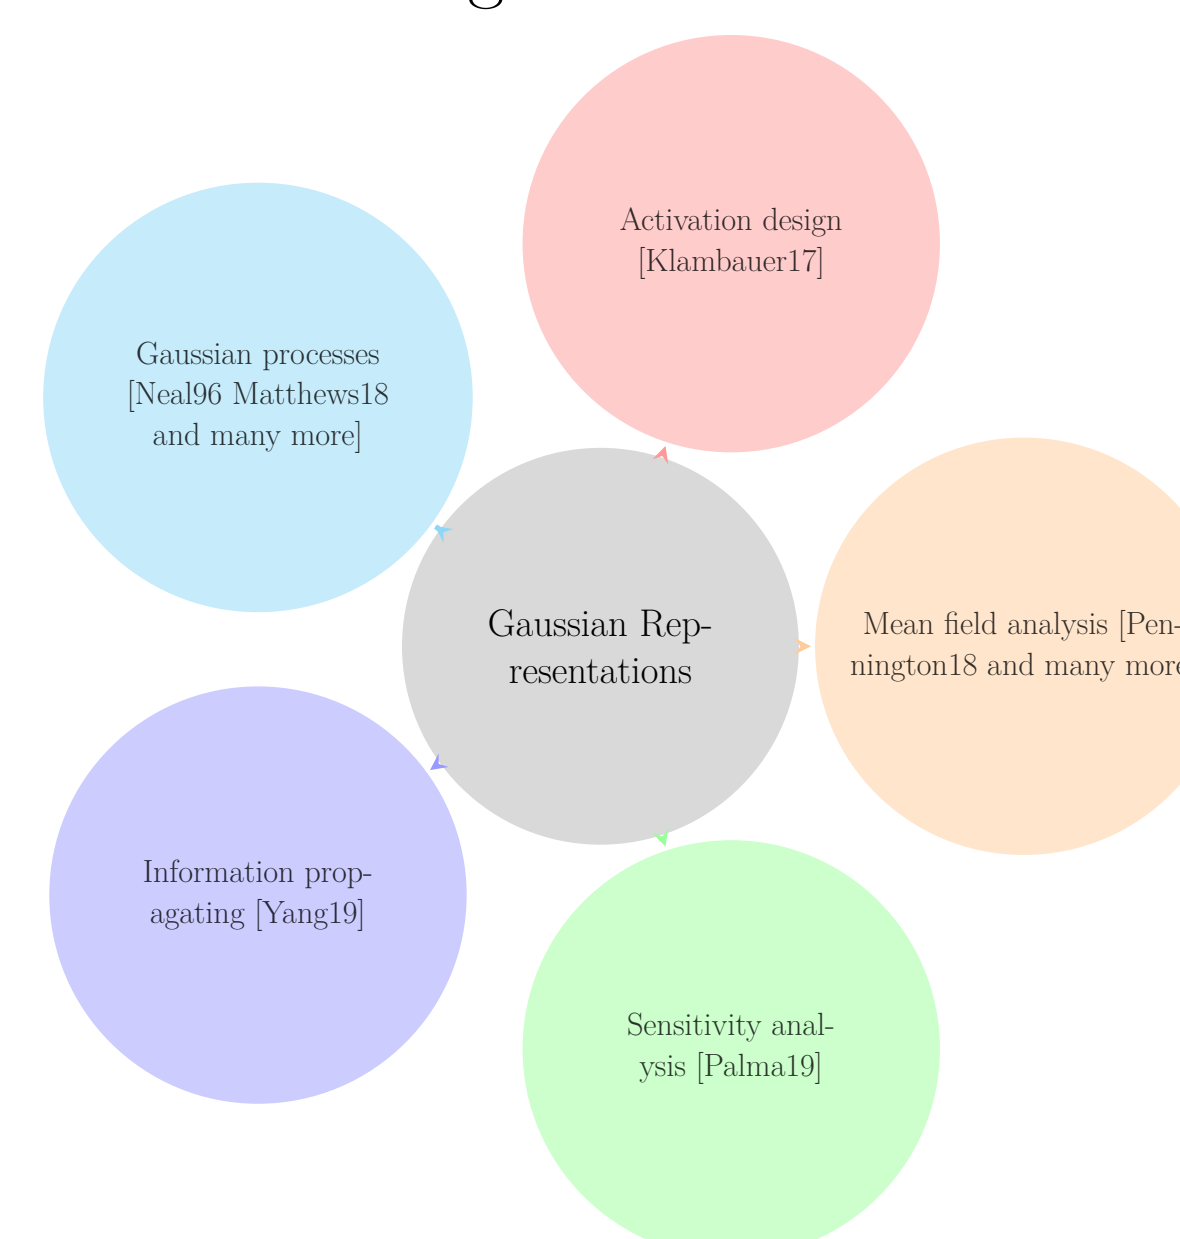 Activation design
[Klambauer17]
Gaussian processes
[Neal96 Matthews18
and many more]
Gaussian Rep-
resentations
Mean field analysis [Pen-
nington18 and many more
Information prop-
agating [Yang19]
Sensitivity anal-
ysis [Palma19]